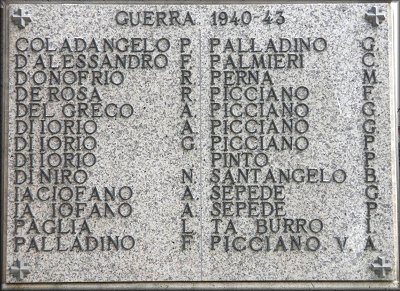 GUERRA 1940-43
COLADANGELO P. PALLADINO G
D'ALESSANDRO F. PALMIERI C
DONOFRIO R. PERNA M
DE ROSA R. PICCIANO F
DEL GRECO A. PICCIANO G
DI IORIO A. PICCIANO G
DI IORIO G. PICCIANO P
DI IORIO PINTO P
DI NIRO N. SANTANGELO B
IACIOFANO A. SEPEDE G
IA IOFANO A. SEPEDE P
PAGLIA L. TA BURRO I
PALLADINO F PICCIANO V. A